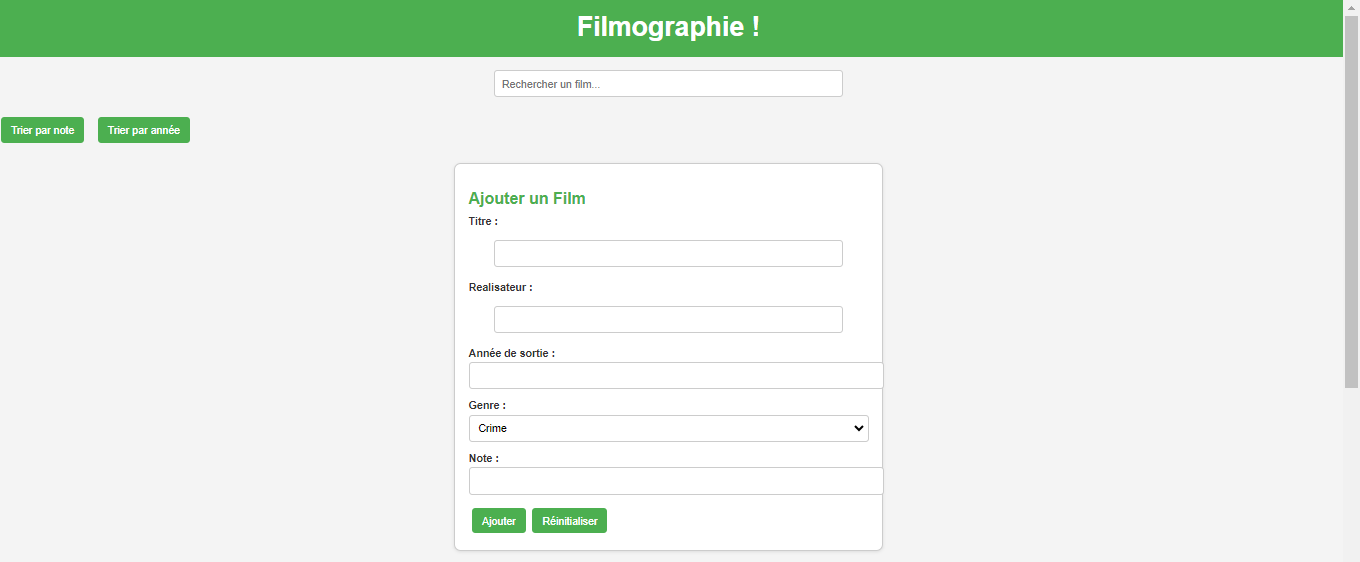 Filmographie !
Rechercher un film...
Trier par note
Trier par année
Ajouter un Film
Titre :
Realisateur :
Année de sortie :
Genre :
Crime
Note :
Ajouter
Réinitialiser